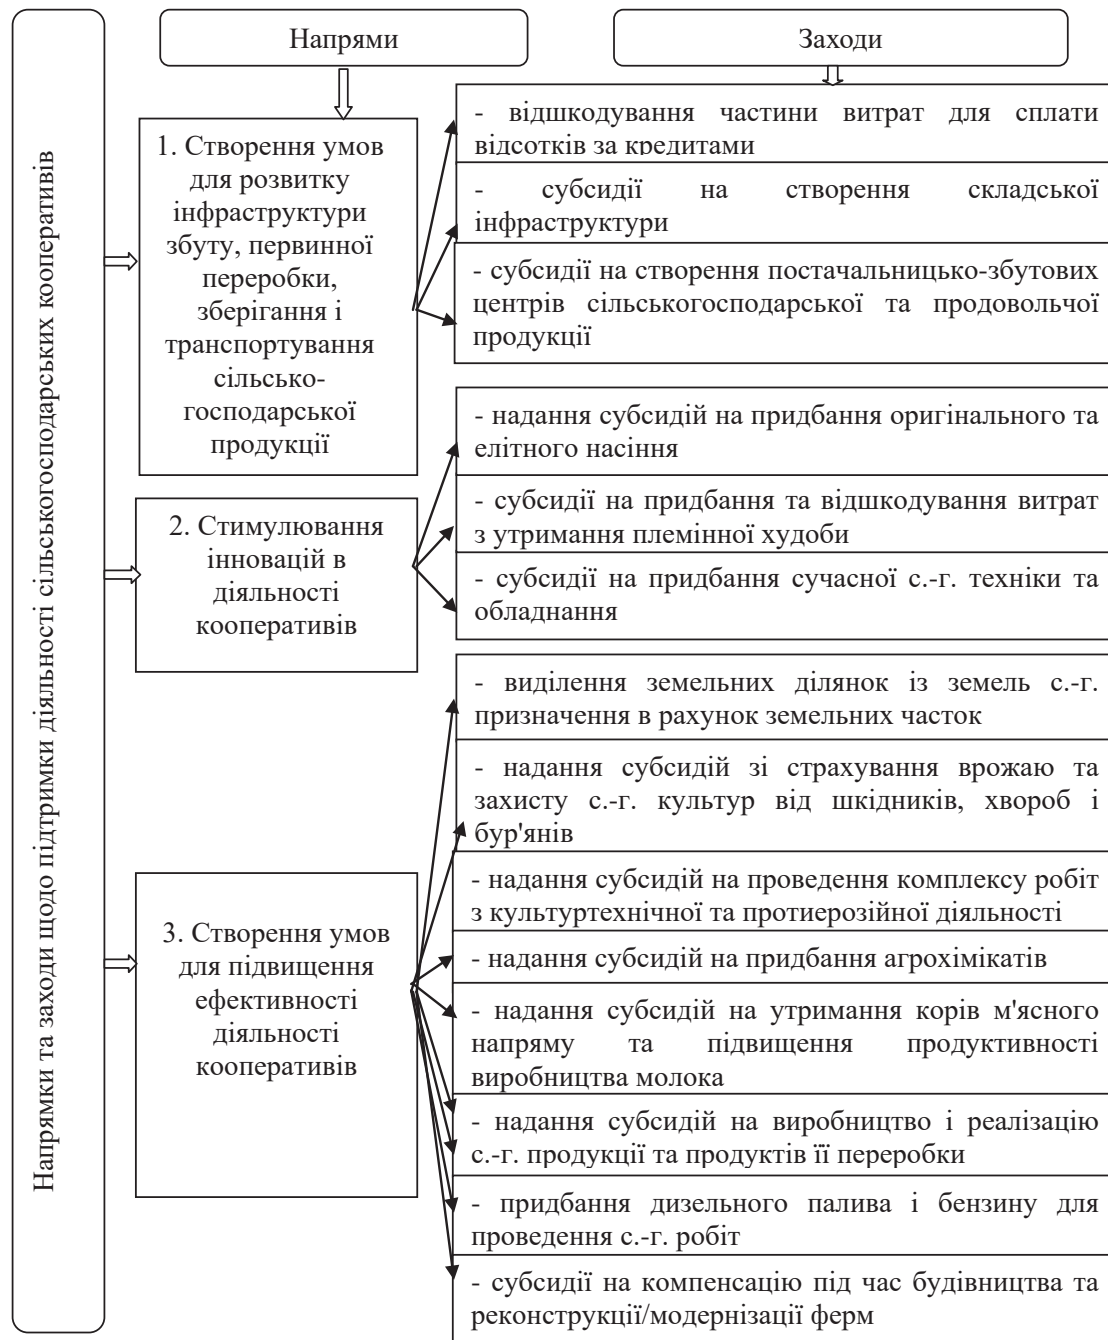 Напрямки та заходи щодо підтримки діяльності сільськогосподарських кооперативів
Напрями
Заходи
1. Створення умов
для розвитку
інфраструктури
збуту, первинної
переробки,
зберігання і
транспортування
сільсько-
господарської
продукції
- відшкодування частини витрат для сплати
відсотків за кредитами
- субсидії на створення складської
інфраструктури
- субсидії на створення постачальницько-збутових
центрів сільськогосподарської та продовольчої
продукції
2. Стимулювання
інновацій в
діяльності
кооперативів
- надання субсидій на придбання оригінального та
елітного насіння
- субсидії на придбання та відшкодування витрат
з утримання племінної худоби
- субсидії на придбання сучасної с.-г. техніки та
обладнання
3. Створення умов
для підвищення
ефективності
діяльності
кооперативів
- виділення земельних ділянок із земель с.-г.
призначення в рахунок земельних часток
- надання субсидій зі страхування врожаю та
захисту с.-г. культур від шкідників, хвороб і
бур'янів
- надання субсидій на проведення комплексу робіт
з культуртехнічної та протиерозійної діяльності
- надання субсидій на придбання агрохімікатів
- надання субсидій на утримання корів м'ясного
напряму та підвищення продуктивності
виробництва молока
- надання субсидій на виробництво і реалізацію
с.-г. продукції та продуктів її переробки
- придбання дизельного палива і бензину для
проведення с.-г. робіт
- субсидії на компенсацію під час будівництва та
реконструкції/модернізації ферм